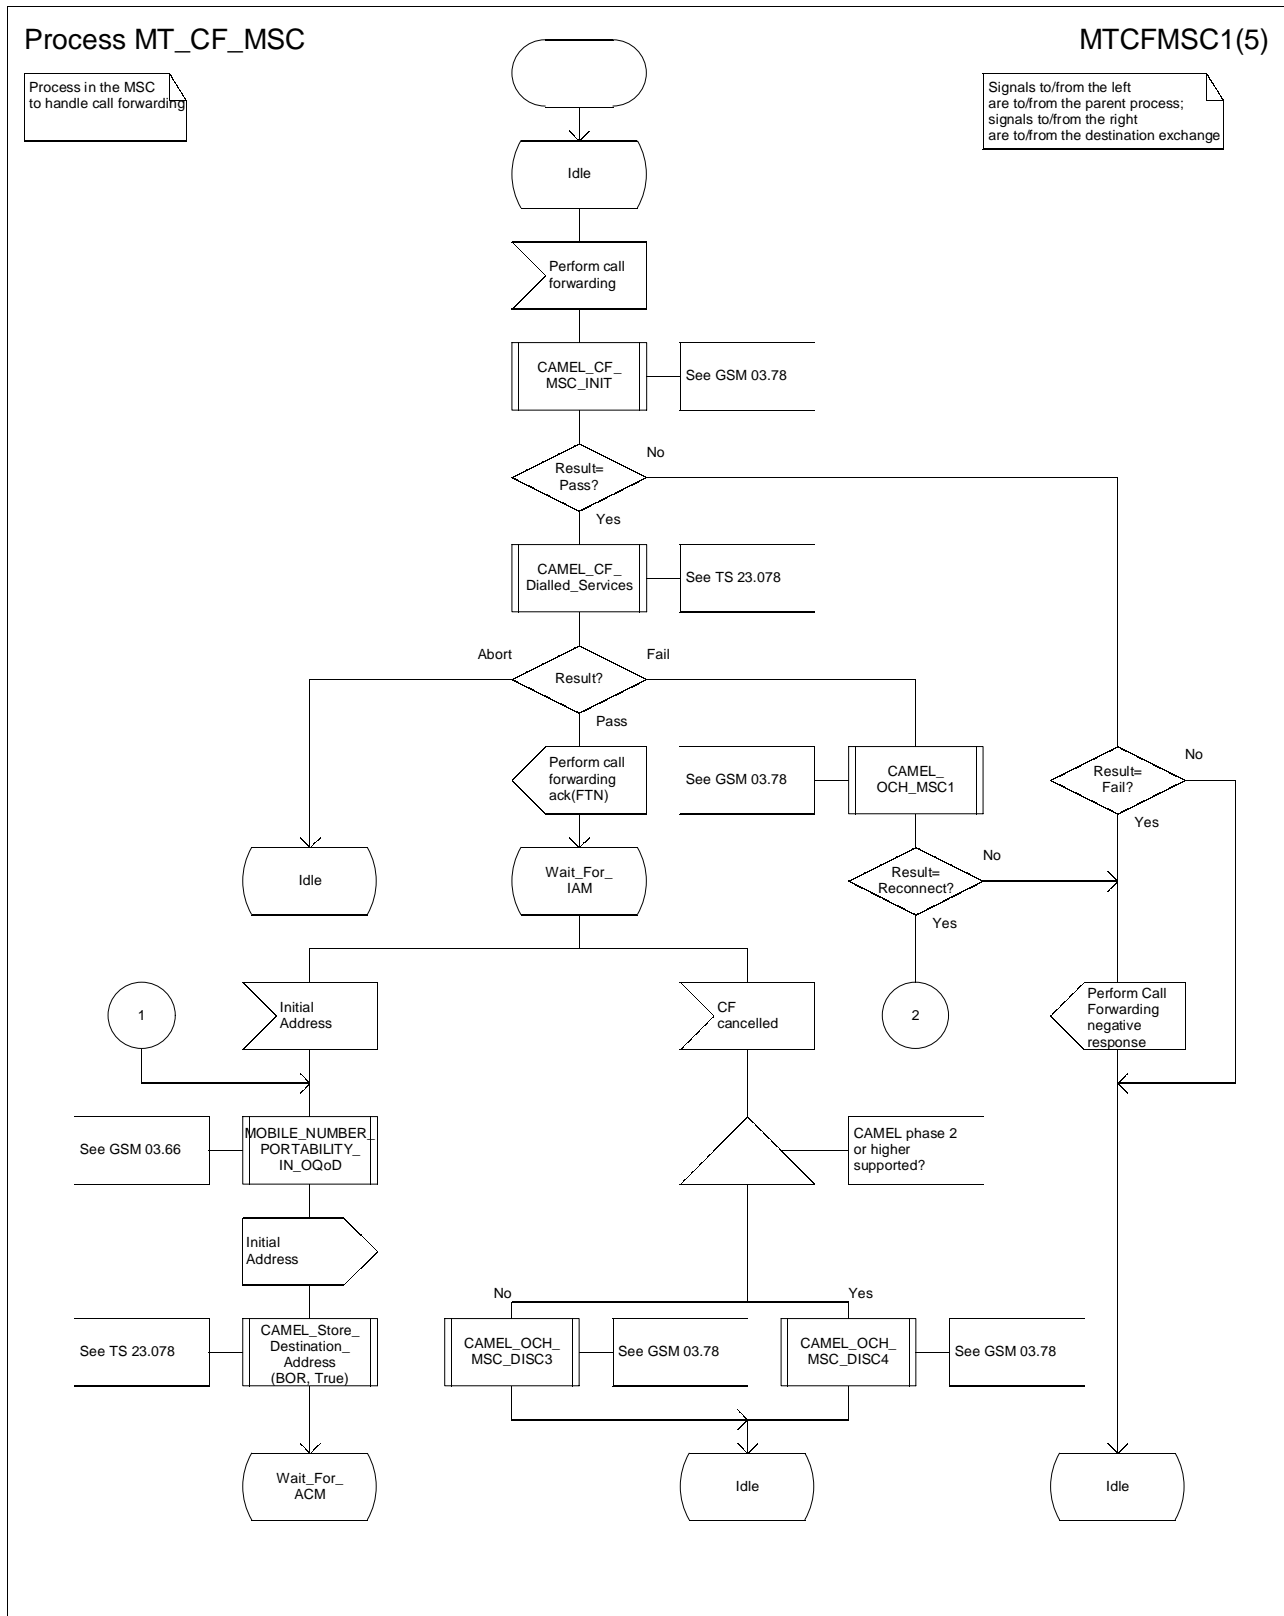 Process MT_CF_MSC
MTCFMSC1(5)
Process in the MSC
to handle call forwarding
Signals to/from the left
are to/from the parent process;
signals to/from the right
are to/from the destination exchange
Idle
Perform call
forwarding
CAMEL_CF_
MSC_INIT
See GSM 03.78
No
Result=
Pass?
Yes
CAMEL_CF_
Dialled_Services
See TS 23.078
Abort
Fail
Result?
Pass
Perform call
forwarding
ack(FTN)
See GSM 03.78
CAMEL_
OCH_MSC1
Result=
Fail?
No
Yes
Idle
Wait_For_
IAM
Result=
Reconnect?
No
Yes
1
Initial
Address
CF
cancelled
2
Perform Call
Forwarding
negative
response
See GSM 03.66
MOBILE_NUMBER_
PORTABILITY_
IN_OQoD
CAMEL phase 2
or higher
supported?
Initial
Address
No
Yes
See TS 23.078
CAMEL_Store_
Destination_
Address
(BOR, True)
CAMEL_OCH_
MSC_DISC3
See GSM 03.78
CAMEL_OCH_
MSC_DISC4
See GSM 03.78
Wait_For_
ACM
Idle
Idle